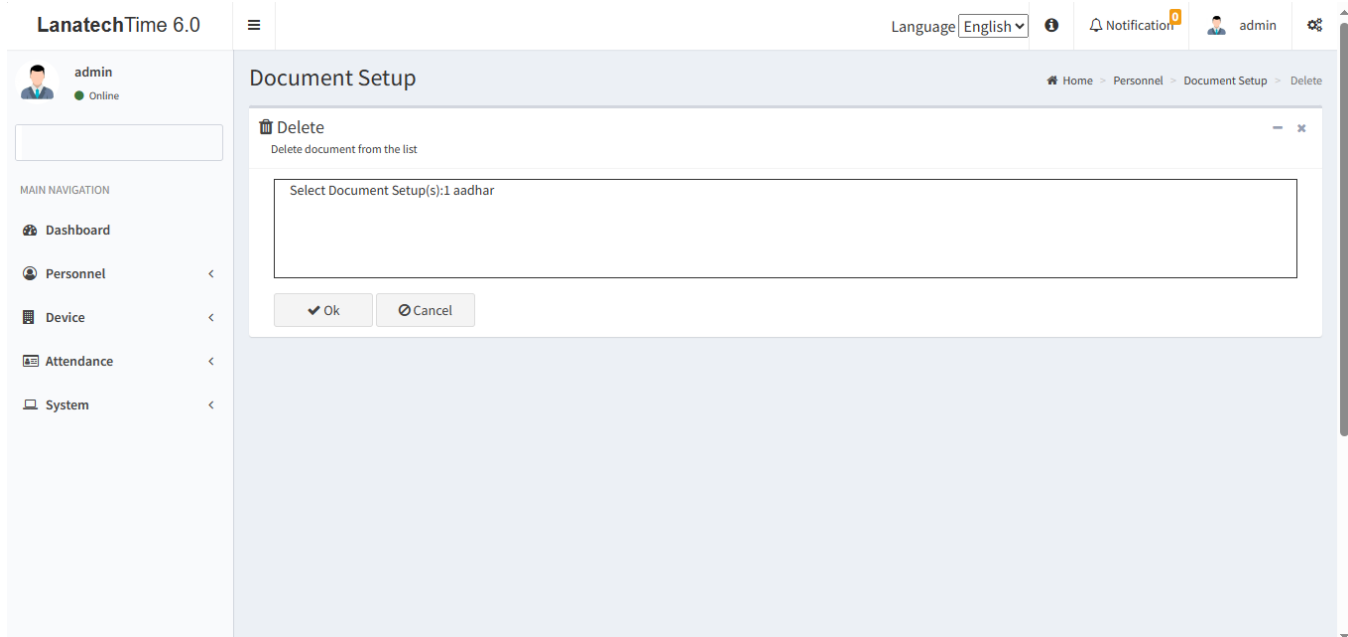 LanatechTime 6.0
Language English Notification 0 admin
admin
Online
Document Setup
Home > Personnel > Document Setup > Delete
Delete
Delete document from the list
Select Document Setup(s):1 aadhar
Ok Cancel
MAIN NAVIGATION
Dashboard
Personnel
Device
Attendance
System